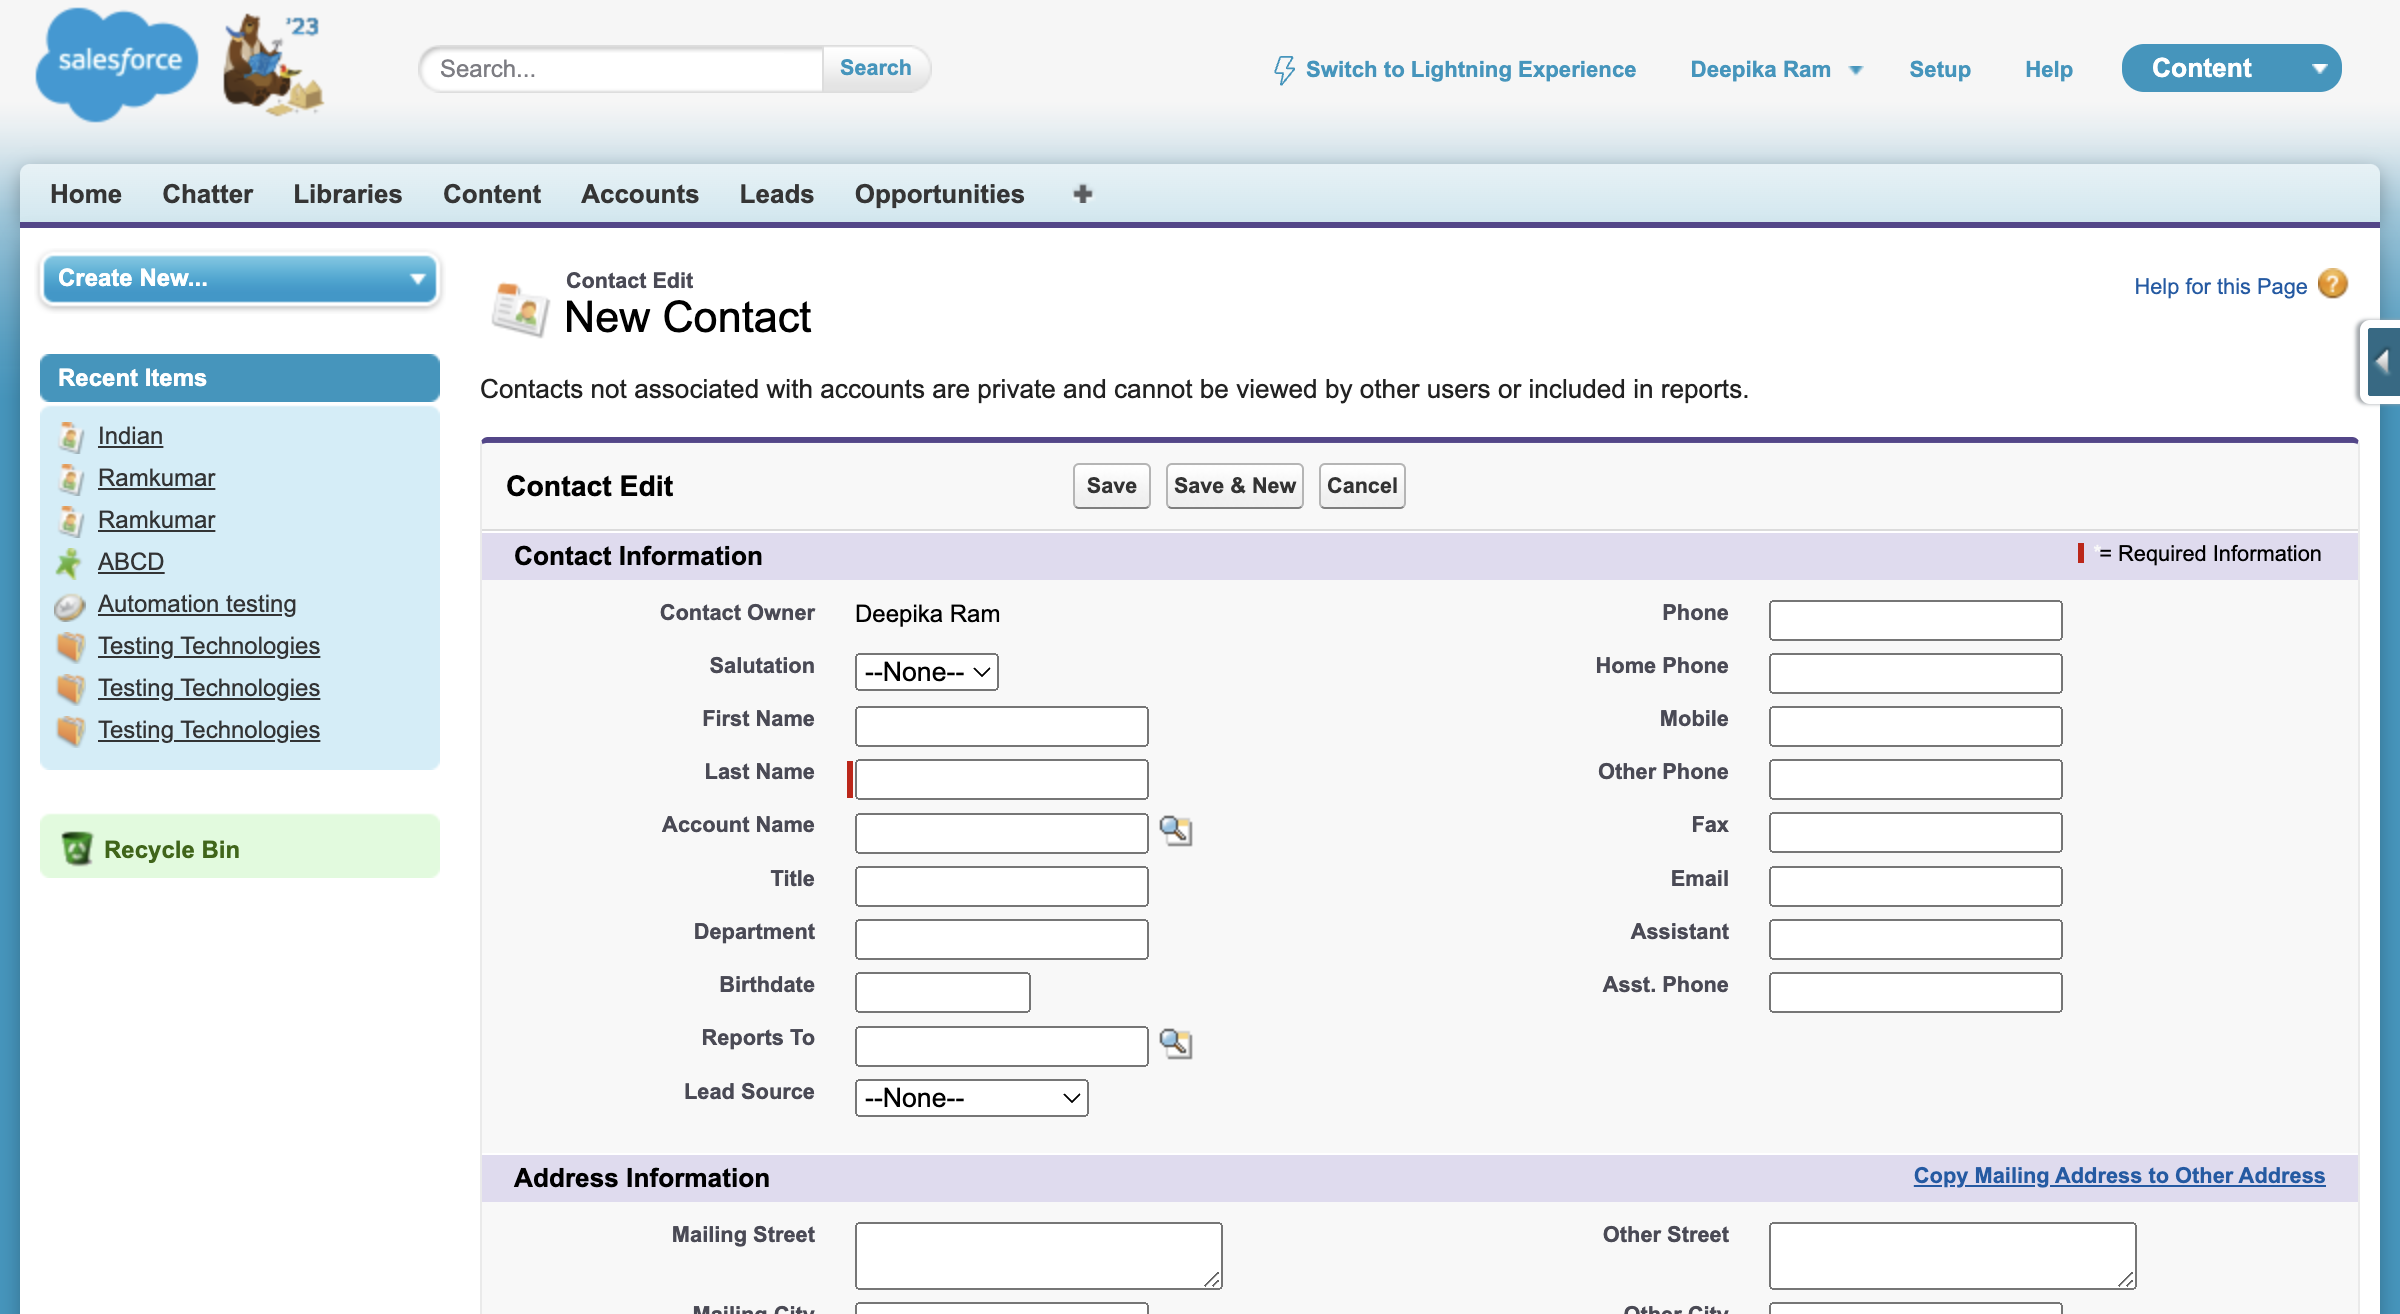 salesforce
'23
Search...
Search
Switch to Lightning Experience
Deepika Ram
Setup
Help
Content
Home
Chatter
Libraries
Content
Accounts
Leads
Opportunities
Create New...
Recent Items
Indian
Ramkumar
Ramkumar
ABCD
Automation testing
Testing Technologies
Testing Technologies
Testing Technologies
Recycle Bin
Contact Edit
New Contact
Help for this Page
Contacts not associated with accounts are private and cannot be viewed by other users or included in reports.
Contact Edit
Save
Save & New
Cancel
Contact Information
*= Required Information
Contact Owner
Deepika Ram
Phone
Salutation
--None--
Home Phone
First Name
Mobile
Last Name
Other Phone
Account Name
Fax
Title
Email
Department
Assistant
Birthdate
Asst. Phone
Reports To
Lead Source
--None--
Address Information
Copy Mailing Address to Other Address
Mailing Street
Other Street
Mailing City
Other City